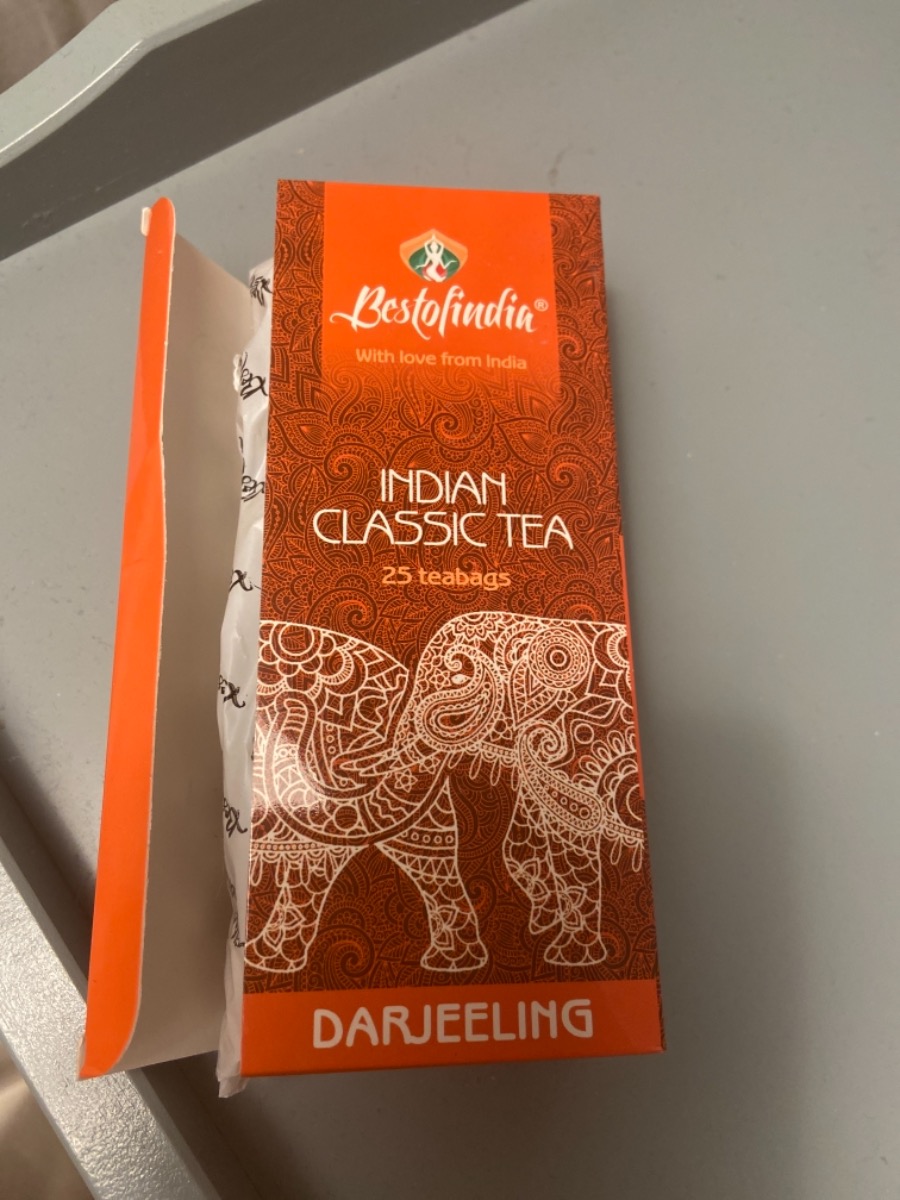 Bestofindia®
With love from India
INDIAN
CLASSIC TEA
25 teabags
DARJEELING